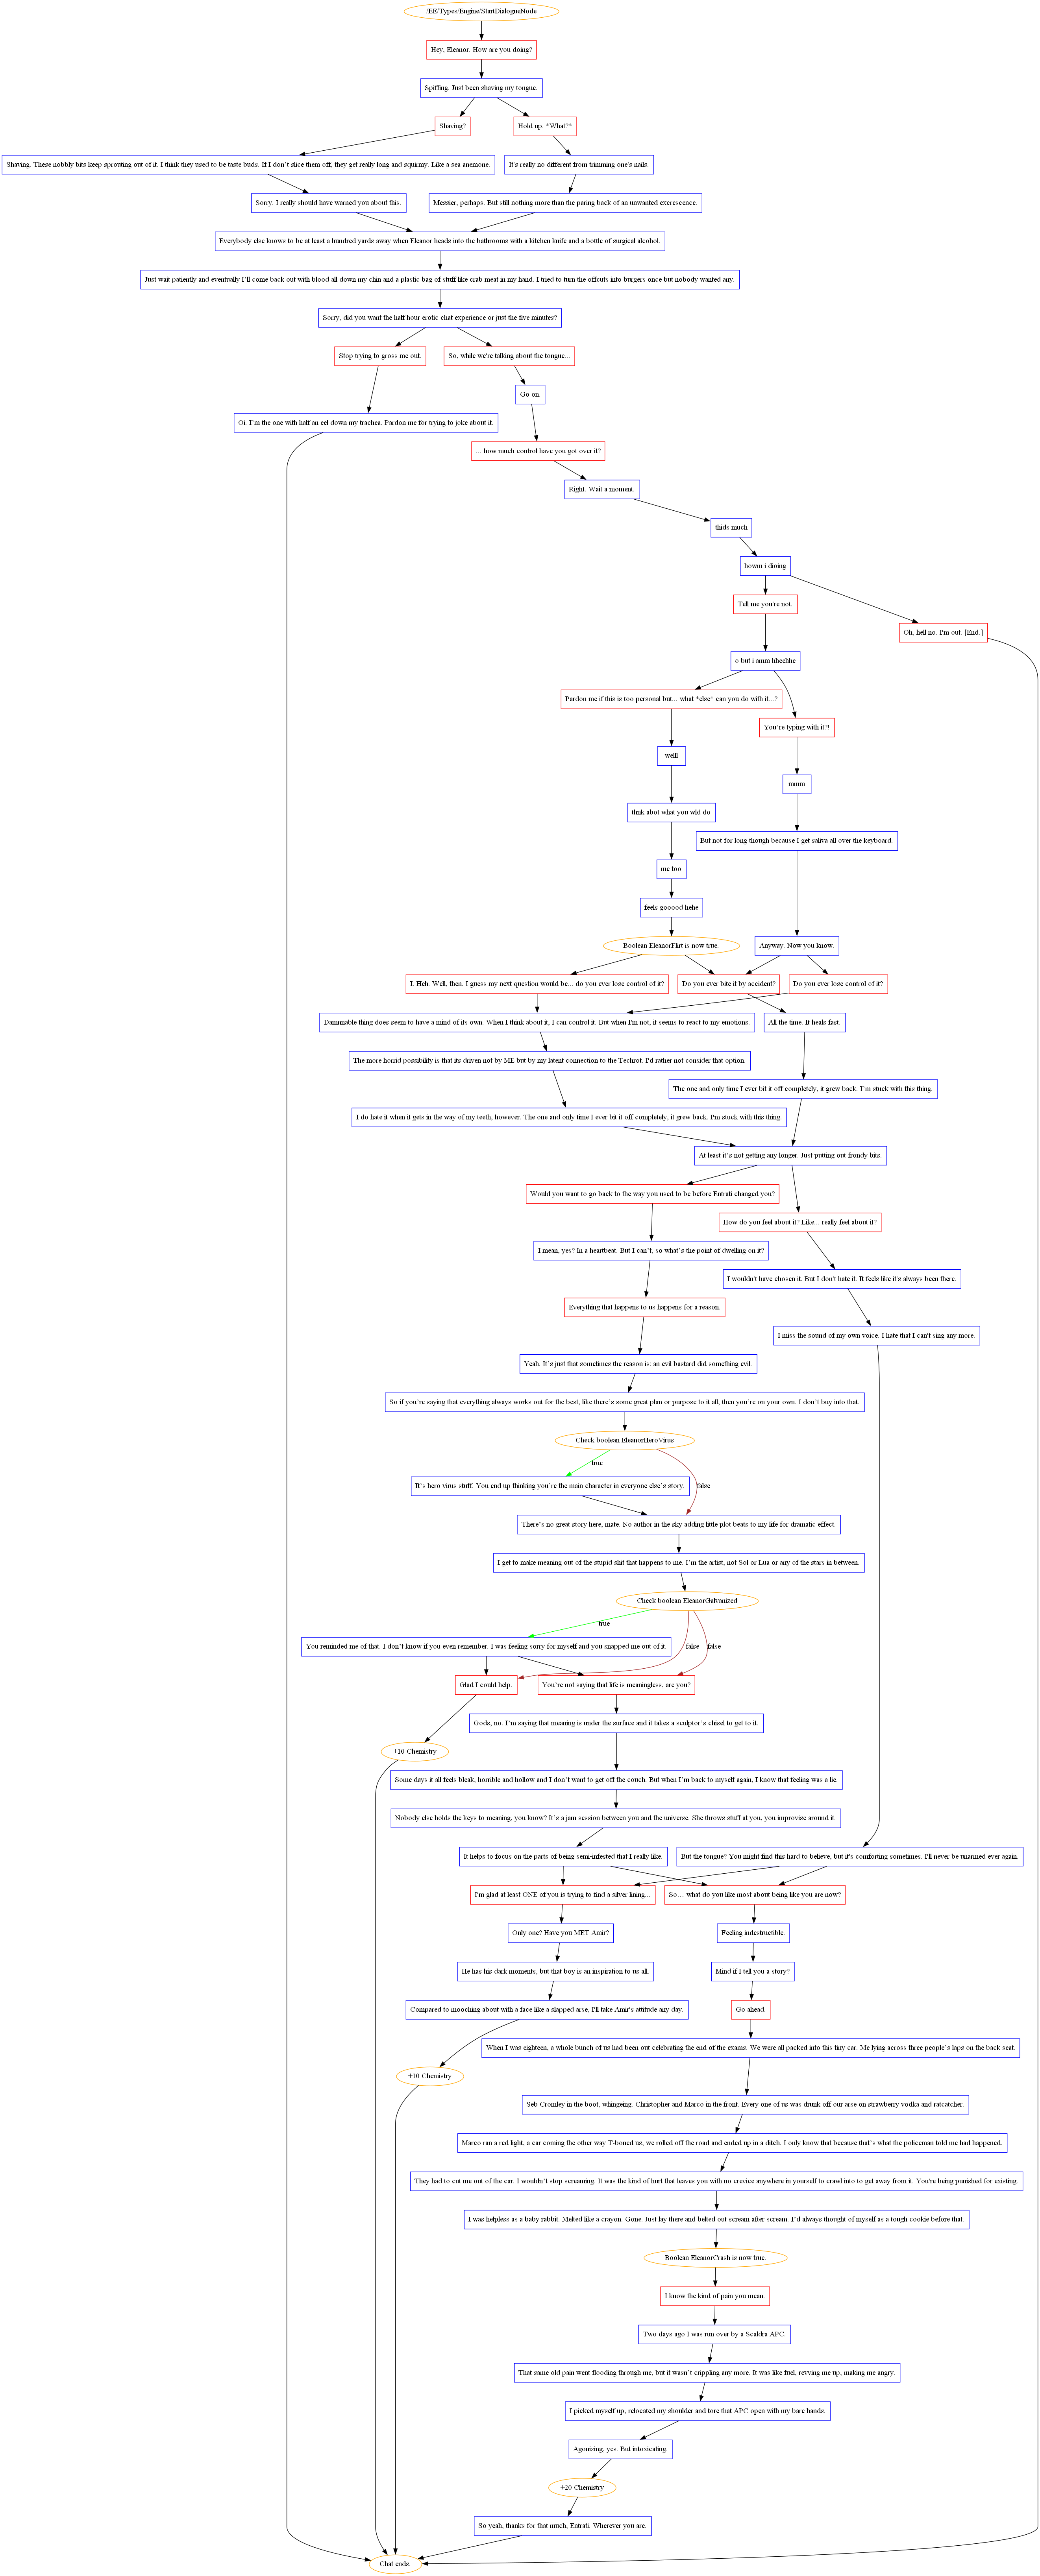 /EE/Types/Engine/StartDialogueNode
Hey, Eleanor. How are you doing?
Spiffing. Just been shaving my tongue.
Shaving?
Hold up. *What?*
Shaving. These nobbly bits keep sprouting out of it. I think they used to be taste buds. If I don't slice them off, they get really long and squirmy. Like a sea anemone.
It's really no different from trimming one's nails.
Sorry. I really should have warned you about this.
Messier, perhaps. But still nothing more than the paring back of an unwanted excrescence.
Everybody else knows to be at least a hundred yards away when Eleanor heads into the bathrooms with a kitchen knife and a bottle of surgical alcohol.
Just wait patiently and eventually I'll come back out with blood all down my chin and a plastic bag of stuff like crab meat in my hand. I tried to turn the offcuts into burgers once but nobody wanted any.
Sorry, did you want the half hour erotic chat experience or just the five minutes?
Stop trying to gross me out.
So, while we're talking about the tongue...
Go on.
Oi. I'm the one with half an eel down my trachea. Pardon me for trying to joke about it.
... how much control have you got over it?
Right. Wait a moment.
thids much
howm i dioing
Tell me you're not.
Oh, hell no. I'm out. [End.]
o but i amm hheehhe
Pardon me if this is too personal but... what *else* can you do with it...?
You're typing with it?!
welll
mmm
thnk abot what you wld do
But not for long though because I get saliva all over the keyboard.
me too
feels gooood hehe
Boolean EleanorFlirt is now true.
Anyway. Now you know.
I. Heh. Well, then. I guess my next question would be... do you ever lose control of it?
Do you ever bite it by accident?
Do you ever lose control of it?
Dammable thing does seem to have a mind of its own. When I think about it, I can control it. But when I'm not, it seems to react to my emotions.
All the time. It heals fast.
The more horrid possibility is that its driven not by ME but by my latent connection to the Techrot. I'd rather not consider that option.
The one and only time I ever bit it off completely, it grew back. I'm stuck with this thing.
I do hate it when it gets in the way of my teeth, however. The one and only time I ever bit it off completely, it grew back. I'm stuck with this thing.
At least it's not getting any longer. Just putting out frondy bits.
Would you want to go back to the way you used to be before Entrati changed you?
How do you feel about it? Like... really feel about it?
I mean, yes? In a heartbeat. But I can't, so what's the point of dwelling on it?
I wouldn't have chosen it. But I don't hate it. It feels like it's always been there.
Everything that happens to us happens for a reason.
I miss the sound of my own voice. I hate that I can't sing any more.
Yeah. It's just that sometimes the reason is: an evil bastard did something evil.
So if you're saying that everything always works out for the best, like there's some great plan or purpose to it all, then you're on your own. I don't buy into that.
Check boolean EleanorHeroVirus
true
It's hero virus stuff. You end up thinking you're the main character in everyone else's story.
false
There's no great story here, mate. No author in the sky adding little plot beats to my life for dramatic effect.
I get to make meaning out of the stupid shit that happens to me. I'm the artist, not Sol or Lua or any of the stars in between.
Check boolean EleanorGalvanized
true
You reminded me of that. I don't know if you even remember. I was feeling sorry for myself and you snapped me out of it.
false
false
Glad I could help.
You're not saying that life is meaningless, are you?
Gods, no. I'm saying that meaning is under the surface and it takes a sculptor's chisel to get to it.
+10 Chemistry
Some days it all feels bleak, horrible and hollow and I don't want to get off the couch. But when I'm back to myself again, I know that feeling was a lie.
Nobody else holds the keys to meaning, you know? It's a jam session between you and the universe. She throws stuff at you, you improvise around it.
It helps to focus on the parts of being semi-infested that I really like.
But the tongue? You might find this hard to believe, but it's comforting sometimes. I'll never be unarmed ever again.
I'm glad at least ONE of you is trying to find a silver lining...
So… what do you like most about being like you are now?
Only one? Have you MET Amir?
Feeling indestructible.
He has his dark moments, but that boy is an inspiration to us all.
Mind if I tell you a story?
Compared to mooching about with a face like a slapped arse, I'll take Amir's attitude any day.
Go ahead.
When I was eighteen, a whole bunch of us had been out celebrating the end of the exams. We were all packed into this tiny car. Me lying across three people's laps on the back seat.
+10 Chemistry
Seb Cromley in the boot, whingeing. Christopher and Marco in the front. Every one of us was drunk off our arse on strawberry vodka and ratcatcher.
Marco ran a red light, a car coming the other way T-boned us, we rolled off the road and ended up in a ditch. I only know that because that's what the policeman told me had happened.
They had to cut me out of the car. I wouldn't stop screaming. It was the kind of hurt that leaves you with no crevice anywhere in yourself to crawl into to get away from it. You're being punished for existing.
I was helpless as a baby rabbit. Melted like a crayon. Gone. Just lay there and belted out scream after scream. I'd always thought of myself as a tough cookie before that.
Boolean EleanorCrash is now true.
I know the kind of pain you mean.
Two days ago I was run over by a Scaldra APC.
That same old pain went flooding through me, but it wasn't crippling any more. It was like fuel, revving me up, making me angry.
I picked myself up, relocated my shoulder and tore that APC open with my bare hands.
Agonizing, yes. But intoxicating.
+20 Chemistry
So yeah, thanks for that much, Entrati. Wherever you are.
Chat ends.